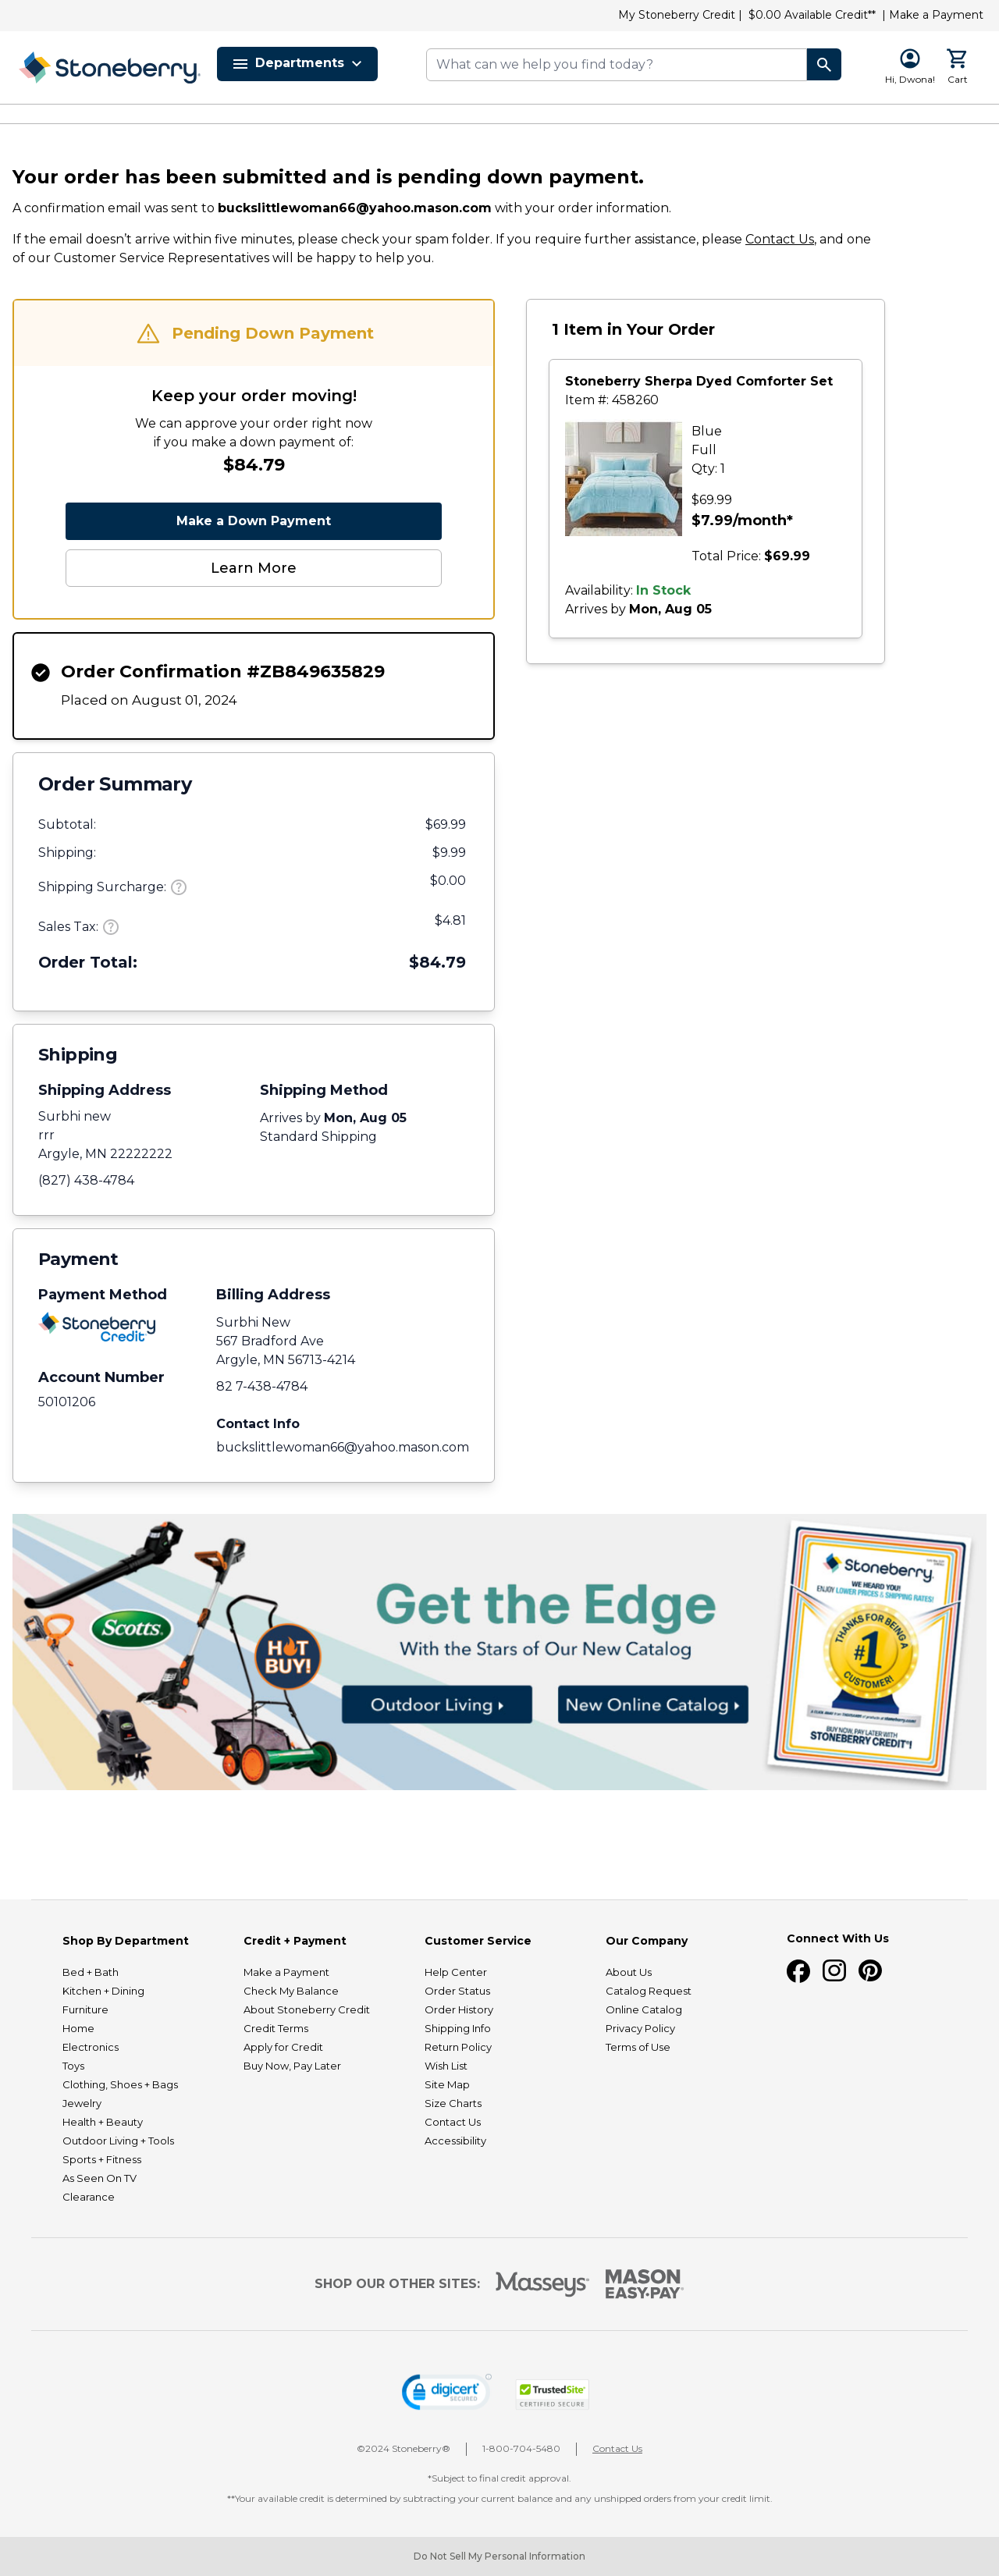 My Stoneberry Credit | $0.00 Available Credit** | Make a Payment
Stoneberry
Departments
What can we help you find today?
Hi, Dwona!
Cart
Your order has been submitted and is pending down payment.
A confirmation email was sent to buckslittlewoman66@yahoo.mason.com with your order information.
If the email doesn’t arrive within five minutes, please check your spam folder. If you require further assistance, please Contact Us, and one
of our Customer Service Representatives will be happy to help you.
Pending Down Payment
Keep your order moving!
We can approve your order right now
if you make a down payment of:
$84.79
Make a Down Payment
Learn More
1 Item in Your Order
Stoneberry Sherpa Dyed Comforter Set
Item #: 458260
Blue
Full
Qty: 1
$69.99
$7.99/month*
Total Price: $69.99
Availability: In Stock
Arrives by Mon, Aug 05
Order Confirmation #ZB849635829
Placed on August 01, 2024
Order Summary
Subtotal: $69.99
Shipping: $9.99
Shipping Surcharge: ? $0.00
Sales Tax: ? $4.81
Order Total: $84.79
Shipping
Shipping Address
Surbhi new
rrr
Argyle, MN 22222222
(827) 438-4784
Shipping Method
Arrives by Mon, Aug 05
Standard Shipping
Payment
Payment Method
Stoneberry
Credit
Account Number
50101206
Billing Address
Surbhi New
567 Bradford Ave
Argyle, MN 56713-4214
82 7-438-4784
Contact Info
buckslittlewoman66@yahoo.mason.com
Scotts
HOT
BUY!
Get the Edge
With the Stars of Our New Catalog
Outdoor Living
New Online Catalog
Stoneberry
WE HEARD YOU!
ENJOY LOWER PRICES & SHIPPING RATES!
THANKS FOR BEING A
#1
CUSTOMER!
BUY NOW, PAY LATER WITH
STONEBERRY CREDIT*!
Shop By Department
Bed + Bath
Kitchen + Dining
Furniture
Home
Electronics
Toys
Clothing, Shoes + Bags
Jewelry
Health + Beauty
Outdoor Living + Tools
Sports + Fitness
As Seen On TV
Clearance
Credit + Payment
Make a Payment
Check My Balance
About Stoneberry Credit
Credit Terms
Apply for Credit
Buy Now, Pay Later
Customer Service
Help Center
Order Status
Order History
Shipping Info
Return Policy
Wish List
Site Map
Size Charts
Contact Us
Accessibility
Our Company
About Us
Catalog Request
Online Catalog
Privacy Policy
Terms of Use
Connect With Us
SHOP OUR OTHER SITES:
Masseys
MASON
EASY•PAY
digicert
SECURED
TrustedSite
CERTIFIED SECURE
©2024 Stoneberry®
1-800-704-5480
Contact Us
*Subject to final credit approval.
**Your available credit is determined by subtracting your current balance and any unshipped orders from your credit limit.
Do Not Sell My Personal Information